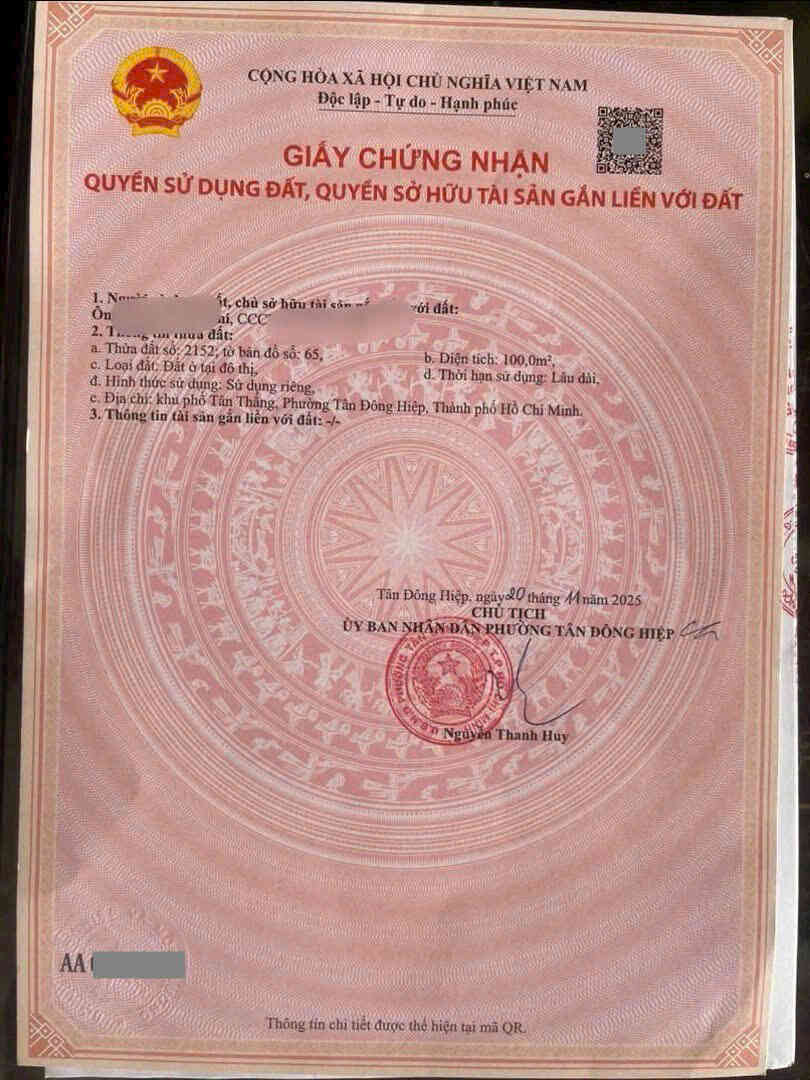 CỘNG HÒA XÃ HỘI CHỦ NGHĨA VIỆT NAM
Độc lập - Tự do - Hạnh phúc
GIẤY CHỨNG NHẬN
QUYỀN SỬ DỤNG ĐẤT, QUYỀN SỞ HỮU TÀI SẢN GẮN LIỀN VỚI ĐẤT
1. chủ sở hữu tài sản với đất:
2. Thông tin thửa đất:
a. Thửa đất số: 2152; tờ bản đồ số: 65, b. Diện tích: 100,0m²,
c. Loại đất: Đất ở tại đô thị, d. Thời hạn sử dụng: Lâu dài,
đ. Hình thức sử dụng: Sử dụng riêng,
e. Địa chỉ: khu phố Tân Thắng, Phường Tân Đông Hiệp, Thành phố Hồ Chí Minh.
3. Thông tin tài sản gắn liền với đất: -/-
Tân Đông Hiệp, ngày 20 tháng 11 năm 2025
CHỦ TỊCH
ỦY BAN NHÂN DÂN PHƯỜNG TÂN ĐÔNG HIỆP
Nguyễn Thanh Huy
AA
Thông tin chi tiết được thể hiện tại mã QR.